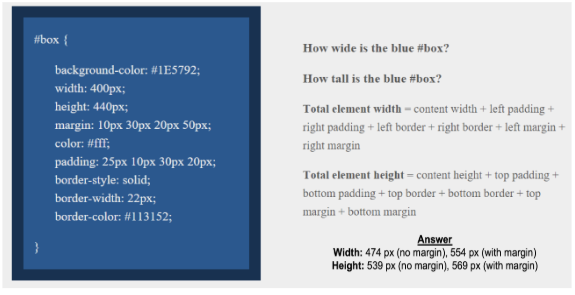 #box {
background-color: #1E5792;
width: 400px;
height: 440px;
margin: 10px 30px 20px 50px;
color: #fff;
padding: 25px 10px 30px 20px;
border-style: solid;
border-width: 22px;
border-color: #113152;
}
How wide is the blue #box?
How tall is the blue #box?
Total element width = content width + left padding +
right padding + left border + right border + left margin +
right margin
Total element height = content height + top padding +
bottom padding + top border + bottom border + top
margin + bottom margin
Answer
Width: 474 px (no margin), 554 px (with margin)
Height: 539 px (no margin), 569 px (with margin)